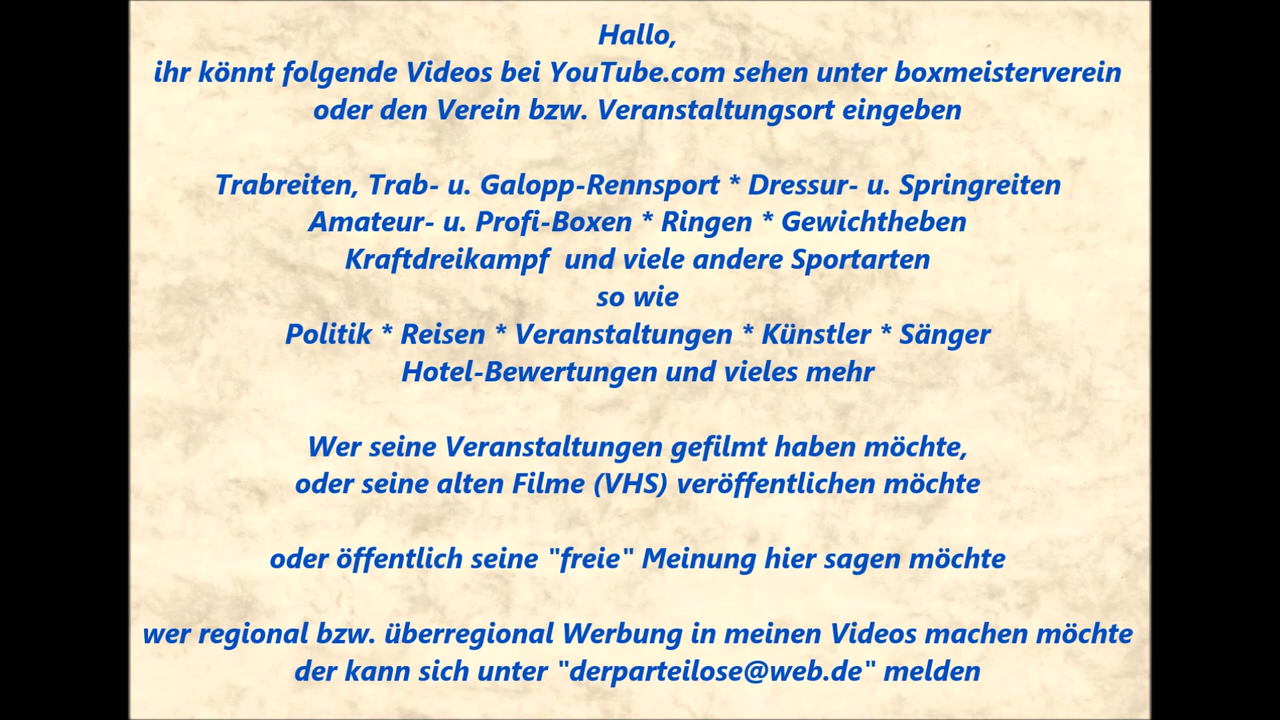 Hallo,
ihr könnt folgende Videos bei YouTube.com sehen unter boxmeisterverein
oder den Verein bzw. Veranstaltungsort eingeben
Trabreiten, Trab- u. Galopp-Rennsport * Dressur- u. Springreiten
Amateur- u. Profi-Boxen * Ringen * Gewichtheben
Kraftdreikampf  und viele andere Sportarten
so wie
Politik * Reisen * Veranstaltungen * Künstler * Sänger
Hotel-Bewertungen und vieles mehr
Wer seine Veranstaltungen gefilmt haben möchte,
oder seine alten Filme (VHS) veröffentlichen möchte
oder öffentlich seine "freie" Meinung hier sagen möchte
wer regional bzw. überregional Werbung in meinen Videos machen möchte
der kann sich unter "derparteilose@web.de" melden